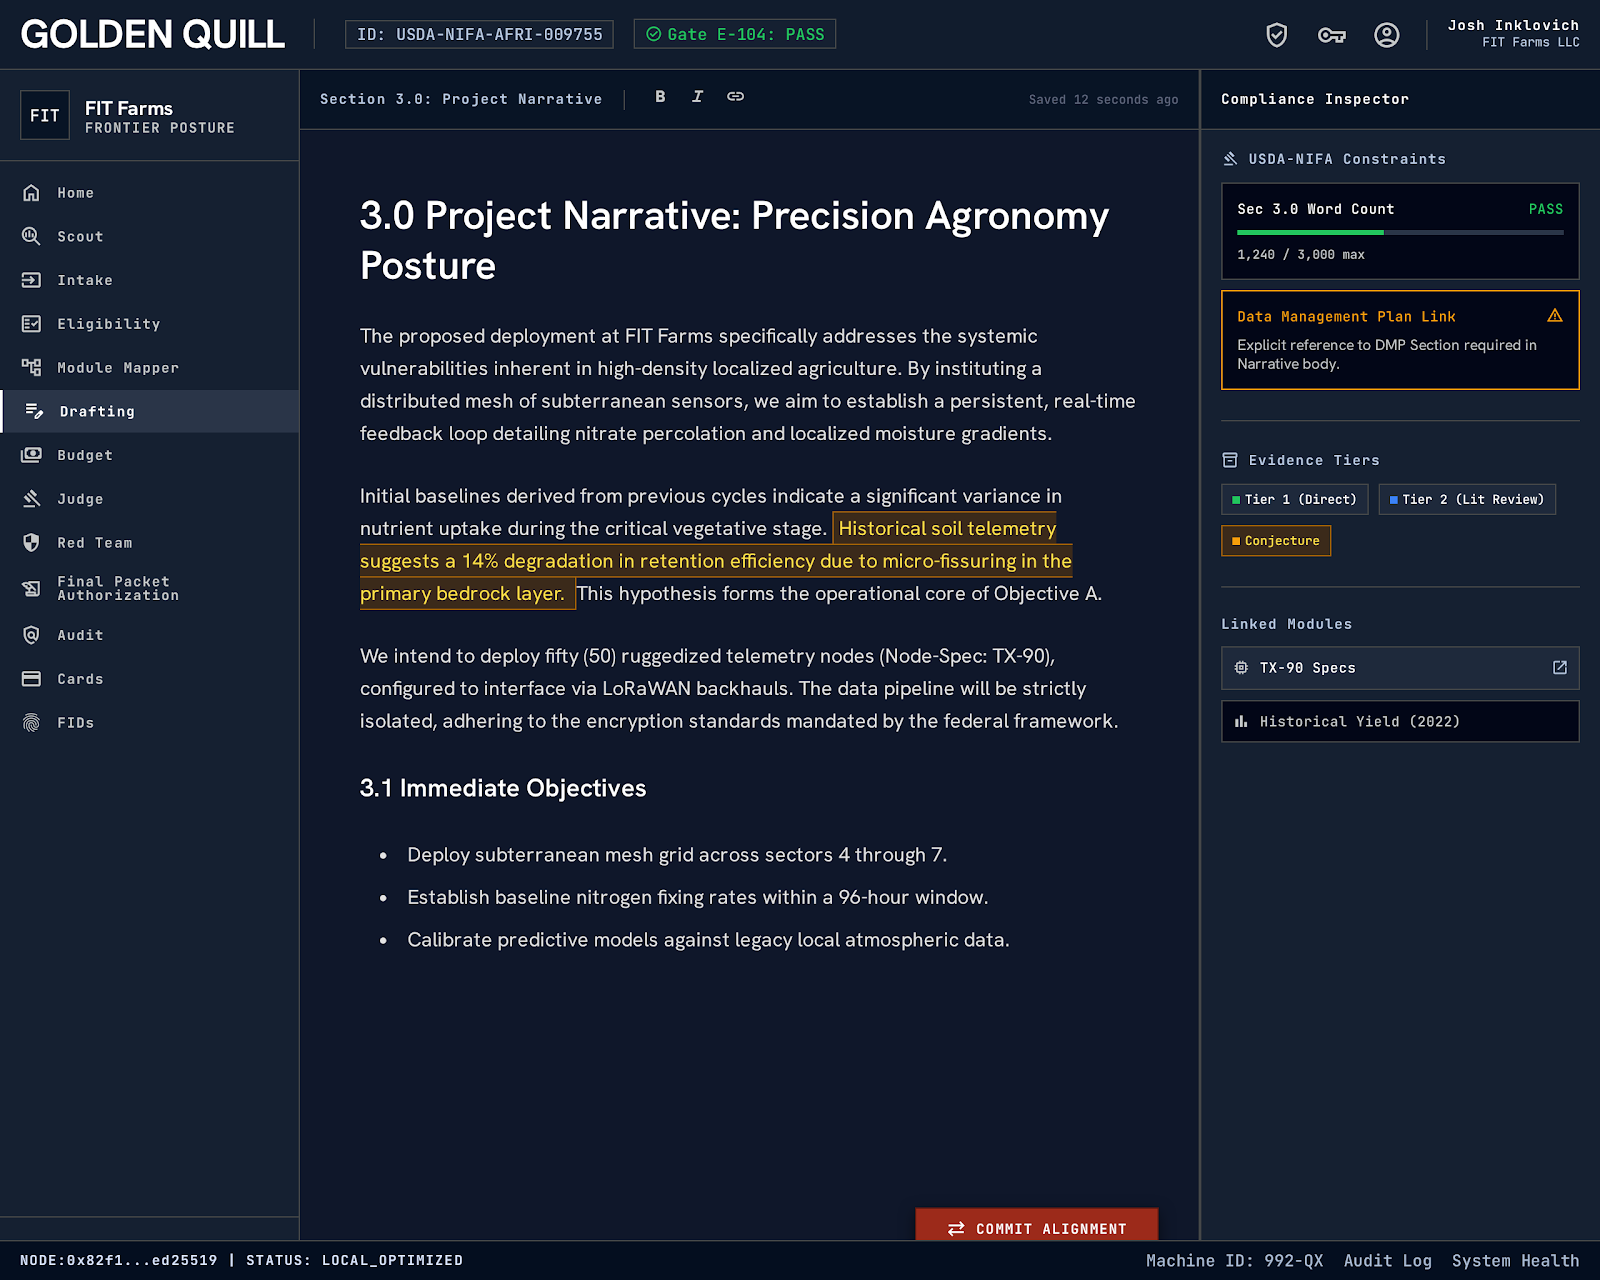 GOLDEN QUILL
ID: USDA-NIFA-AFRI-009755
Gate E-104: PASS
Josh Inklovich
FIT Farms LLC
FIT
FIT Farms
FRONTIER POSTURE
Home
Scout
Intake
Eligibility
Module Mapper
Drafting
Budget
Judge
Red Team
Final Packet
Authorization
Audit
Cards
FIDs
Section 3.0: Project Narrative
B
I
Saved 12 seconds ago
3.0 Project Narrative: Precision Agronomy
Posture
The proposed deployment at FIT Farms specifically addresses the systemic
vulnerabilities inherent in high-density localized agriculture. By instituting a
distributed mesh of subterranean sensors, we aim to establish a persistent, real-time
feedback loop detailing nitrate percolation and localized moisture gradients.
Initial baselines derived from previous cycles indicate a significant variance in
nutrient uptake during the critical vegetative stage. Historical soil telemetry
suggests a 14% degradation in retention efficiency due to micro-fissuring in the
primary bedrock layer. This hypothesis forms the operational core of Objective A.
We intend to deploy fifty (50) ruggedized telemetry nodes (Node-Spec: TX-90),
configured to interface via LoRaWAN backhauls. The data pipeline will be strictly
isolated, adhering to the encryption standards mandated by the federal framework.
3.1 Immediate Objectives
• Deploy subterranean mesh grid across sectors 4 through 7.
• Establish baseline nitrogen fixing rates within a 96-hour window.
• Calibrate predictive models against legacy local atmospheric data.
COMMIT ALIGNMENT
Compliance Inspector
USDA-NIFA Constraints
Sec 3.0 Word Count PASS
1,240 / 3,000 max
Data Management Plan Link
Explicit reference to DMP Section required in
Narrative body.
Evidence Tiers
Tier 1 (Direct)
Tier 2 (Lit Review)
Conjecture
Linked Modules
TX-90 Specs
Historical Yield (2022)
NODE:0x82f1...ed25519 | STATUS: LOCAL_OPTIMIZED
Machine ID: 992-QX Audit Log System Health